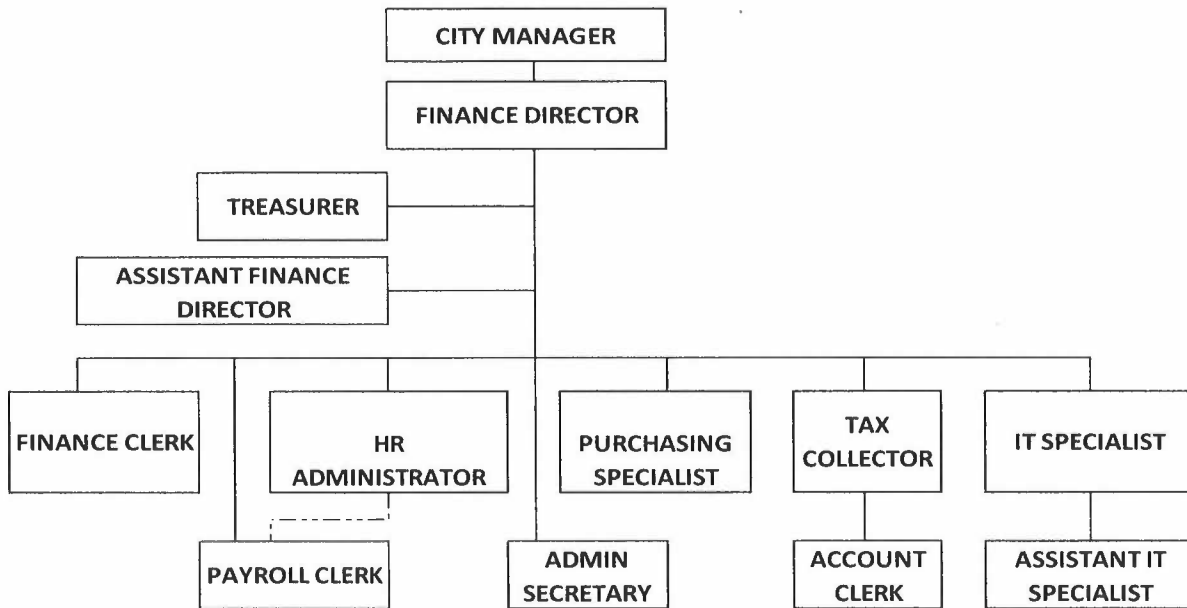 CITY MANAGER
FINANCE DIRECTOR
TREASURER
ASSISTANT FINANCE
DIRECTOR
FINANCE CLERK
HR
ADMINISTRATOR
PURCHASING
SPECIALIST
TAX
COLLECTOR
IT SPECIALIST
PAYROLL CLERK
ADMIN
SECRETARY
ACCOUNT
CLERK
ASSISTANT IT
SPECIALIST